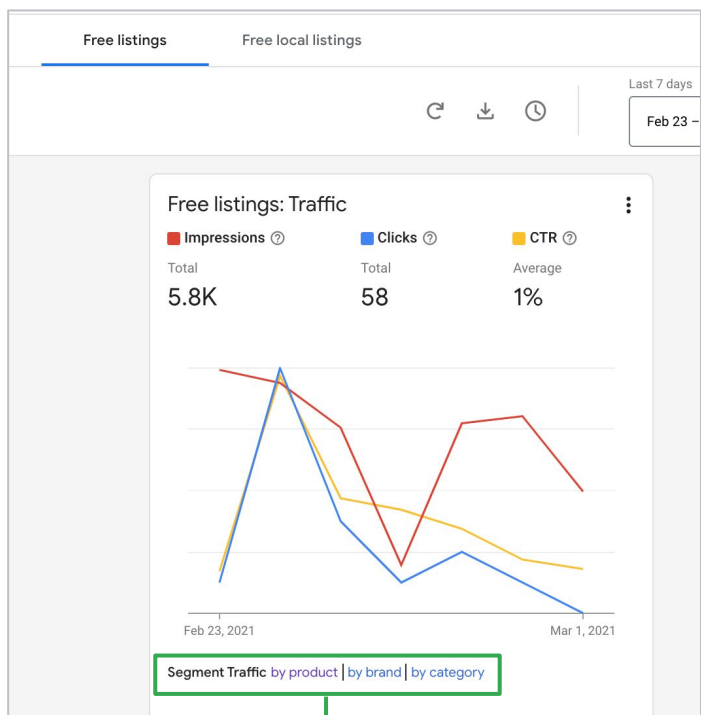 Free listings Free local listings
Last 7 days
Feb 23 –
Free listings: Traffic
Impressions Clicks CTR
Total Total Average
5.8K 58 1%
Feb 23, 2021 Mar 1, 2021
Segment Traffic by product | by brand | by category